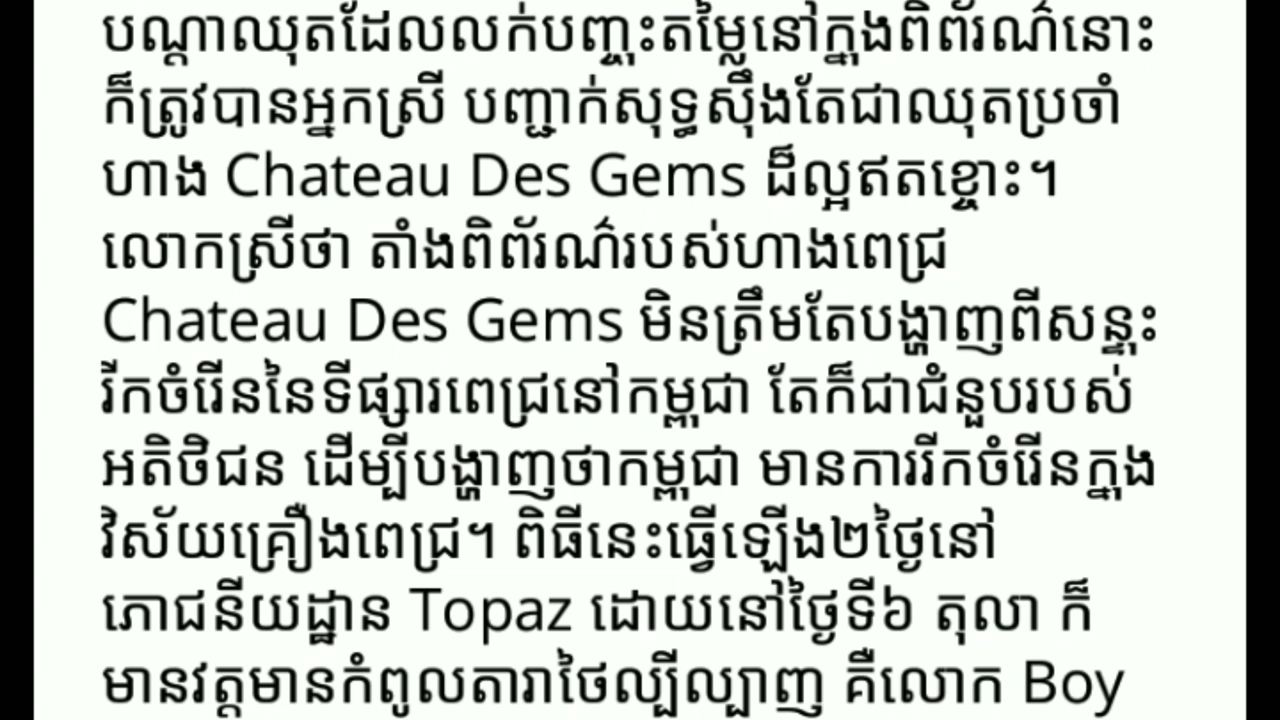 បណ្ដាឈុតដែលលក់បញ្ចុះតម្លៃនៅក្នុងពិព័រណ៌នោះ
ក៏ត្រូវបានអ្នកស្រី បញ្ជាក់សុទ្ធស៊ឹងតែជាឈុតប្រចាំ
ហាង Chateau Des Gems ដ៏ល្អឥតខ្ចោះ។
លោកស្រីថា តាំងពិព័រណ៌របស់ហាងពេជ្រ
Chateau Des Gems មិនត្រឹមតែបង្ហាញពីសន្ទុះ
រីកចំរើននៃទីផ្សារពេជ្រនៅកម្ពុជា តែក៏ជាជំនួបរបស់
អតិថិជន ដើម្បីបង្ហាញថាកម្ពុជា មានការរីកចំរើនក្នុង
វិស័យគ្រឿងពេជ្រ។ ពិធីនេះធ្វើឡើង២ថ្ងៃនៅ
ភោជនីយដ្ឋាន Topaz ដោយនៅថ្ងៃទី៦ តុលា ក៏
មានវត្តមានកំពូលតារាថៃល្បីល្បាញ គឺលោក Boy